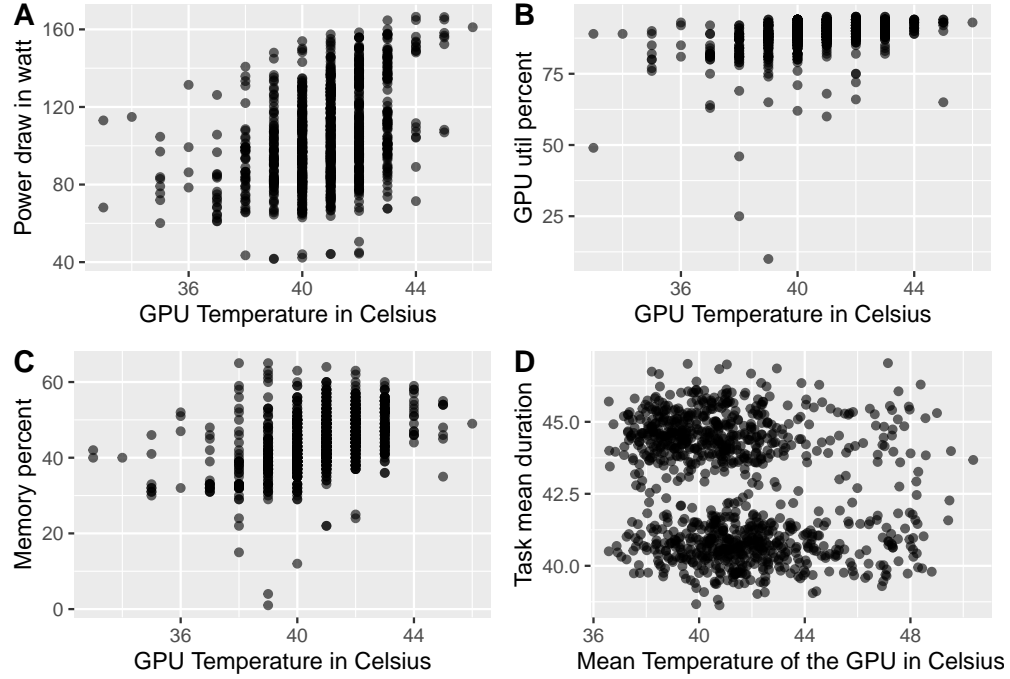 A
Power draw in watt
160
120
80
40
36 40 44
GPU Temperature in Celsius
B
GPU util percent
75
50
25
36 40 44
GPU Temperature in Celsius
C
Memory percent
60
40
20
0
36 40 44
GPU Temperature in Celsius
D
Task mean duration
45.0
42.5
40.0
36 40 44 48
Mean Temperature of the GPU in Celsius